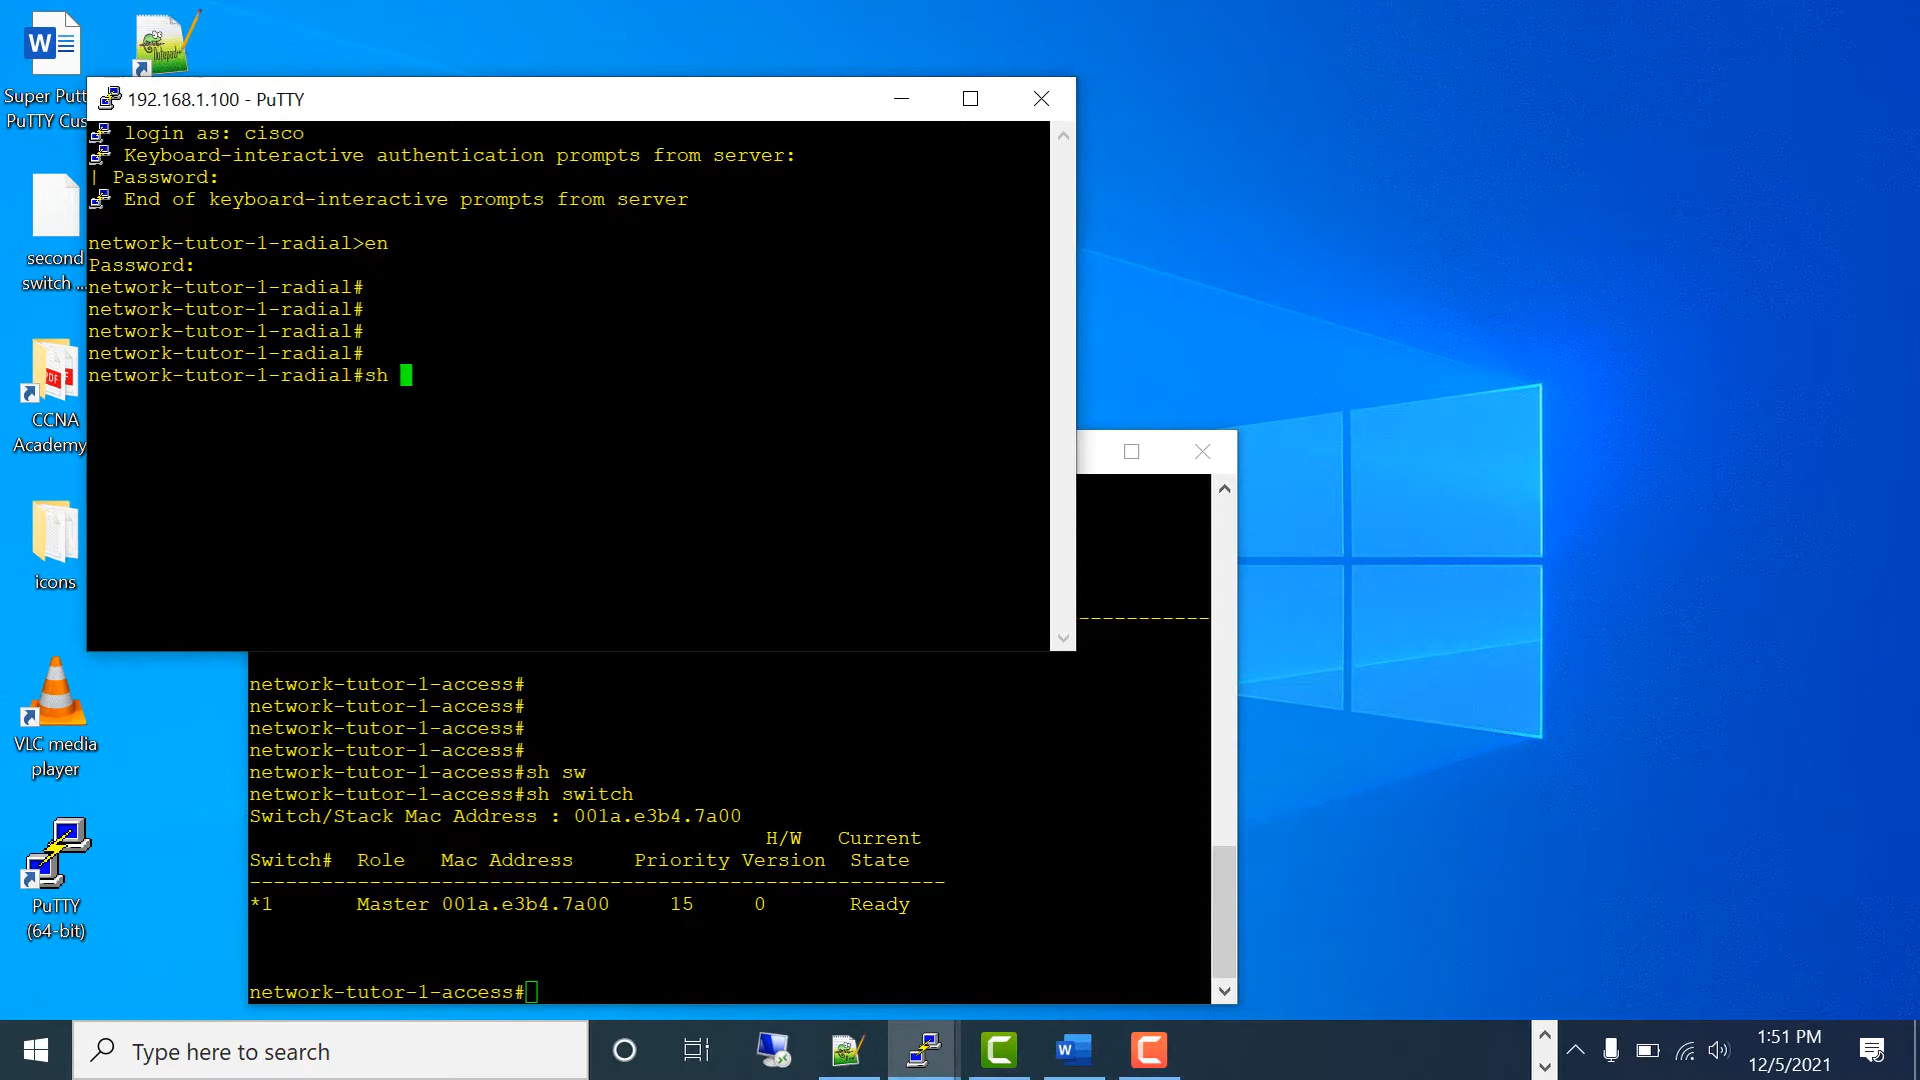 Super Putt
PuTTY Cus
second
switch ...
CCNA
Academy
icons
VLC media
player
PuTTY
(64-bit)
192.168.1.100 - PuTTY
login as: cisco
Keyboard-interactive authentication prompts from server:
| Password:
End of keyboard-interactive prompts from server
network-tutor-1-radial>en
Password:
network-tutor-1-radial#
network-tutor-1-radial#
network-tutor-1-radial#
network-tutor-1-radial#
network-tutor-1-radial#sh
-----------
network-tutor-1-access#
network-tutor-1-access#
network-tutor-1-access#
network-tutor-1-access#
network-tutor-1-access#sh sw
network-tutor-1-access#sh switch
Switch/Stack Mac Address : 001a.e3b4.7a00
H/W Current
Switch# Role Mac Address Priority Version State
----------------------------------------------------------
*1 Master 001a.e3b4.7a00 15 0 Ready
network-tutor-1-access#
Type here to search
1:51 PM
12/5/2021